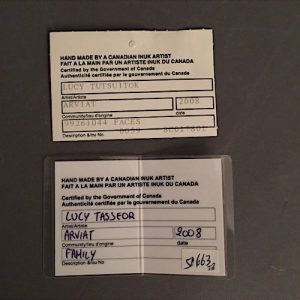 HAND MADE BY A CANADIAN INUK ARTIST
FAIT A LA MAIN PAR UN ARTISTE INUK DU CANADA
Certified by the Government of Canada
Authenticité certifiée par le gouvernement du Canada
LUCY TUTSUITOK
Artist/Artiste
ARVIAT 2008
Community/lieu d'origine date
99261044 FACES
Description &/ou No.
HAND MADE BY A CANADIAN INUK ARTIST
FAIT A LA MAIN PAR UN ARTISTE INUK DU CANADA
Certified by the Government of Canada
Authenticité certifiée par le gouvernement du Canada
LUCY TASSEOR
Artist/Artiste
ARVIAT 2008
Community/lieu d'origine date
FAMILY
Description &/ou No.